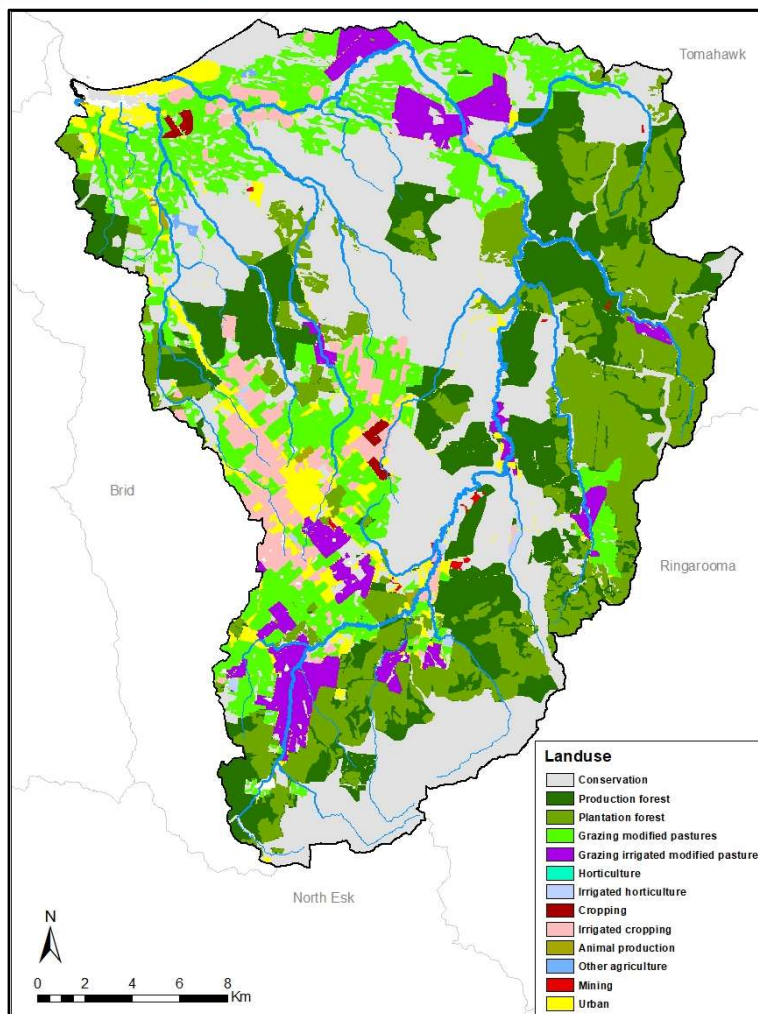 Tomahawk
Brid
Ringarooma
North Esk
N
0 2 4 6 8
Km
Landuse
Conservation
Production forest
Plantation forest
Grazing modified pastures
Grazing irrigated modified pasture
Horticulture
Irrigated horticulture
Cropping
Irrigated cropping
Animal production
Other agriculture
Mining
Urban